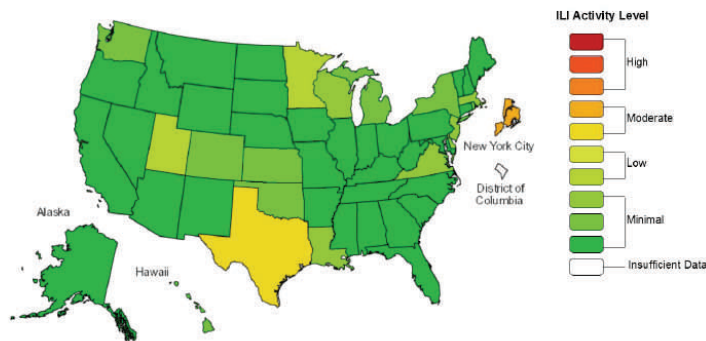 ILI Activity Level
High
Moderate
Low
Minimal
Insufficient Data
New York City
District of
Columbia
Alaska
Hawaii